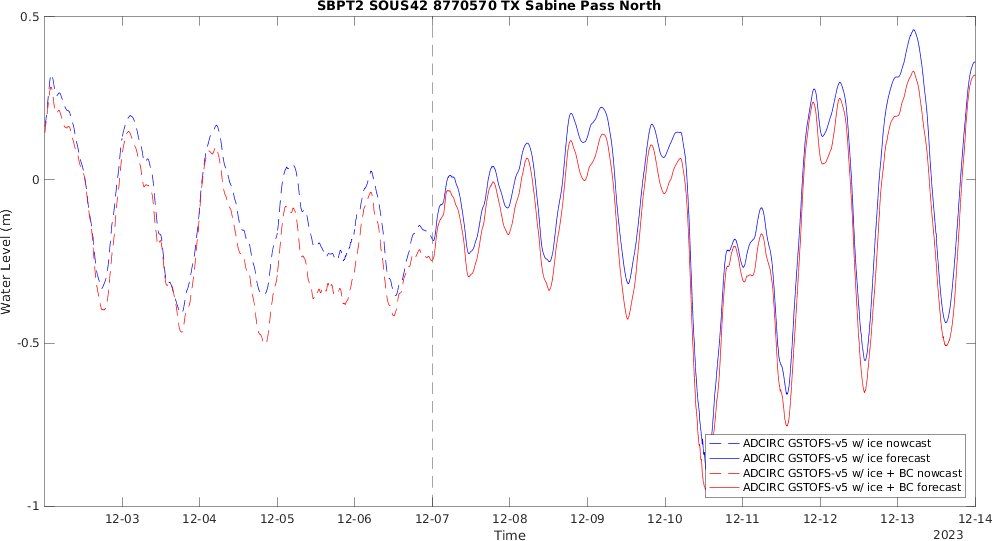 SBPT2 SOUS42 8770570 TX Sabine Pass North
0.5
0
-0.5
-1
Water Level (m)
12-03 12-04 12-05 12-06 12-07 12-08 12-09 12-10 12-11 12-12 12-13 12-14
Time
2023
ADCIRC GSTOFS-v5 w/ ice nowcast
ADCIRC GSTOFS-v5 w/ ice forecast
ADCIRC GSTOFS-v5 w/ ice + BC nowcast
ADCIRC GSTOFS-v5 w/ ice + BC forecast